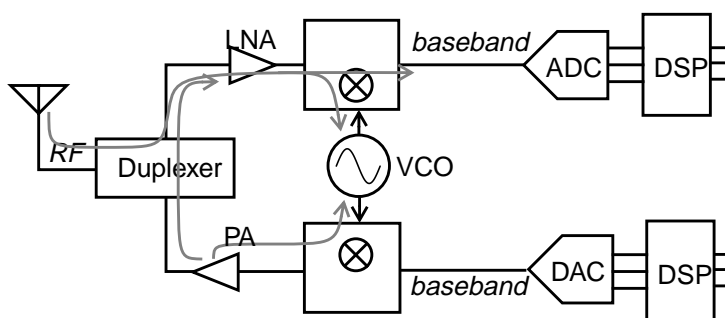 LNA
baseband
ADC
DSP
RF
Duplexer
VCO
PA
baseband
DAC
DSP